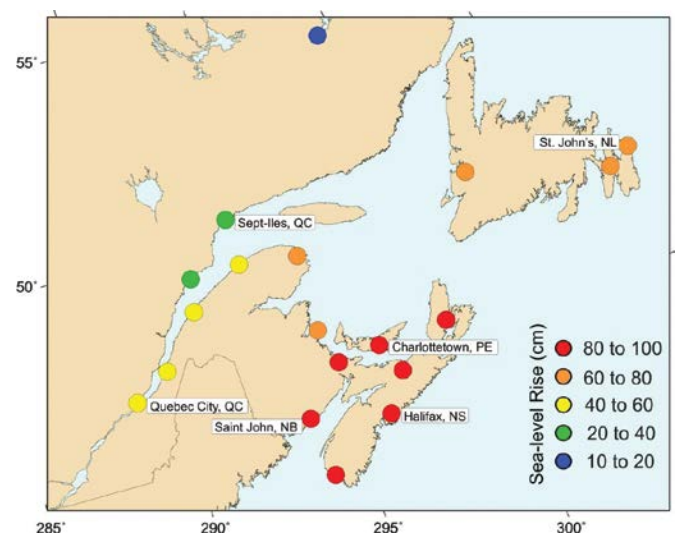 55°
St. John's, NL
Sept-Iles, QC
50°
Charlottetown, PE
Quebec City, QC
Saint John, NB
Halifax, NS
Sea-level Rise (cm)
80 to 100
60 to 80
40 to 60
20 to 40
10 to 20
285°
290°
295°
300°